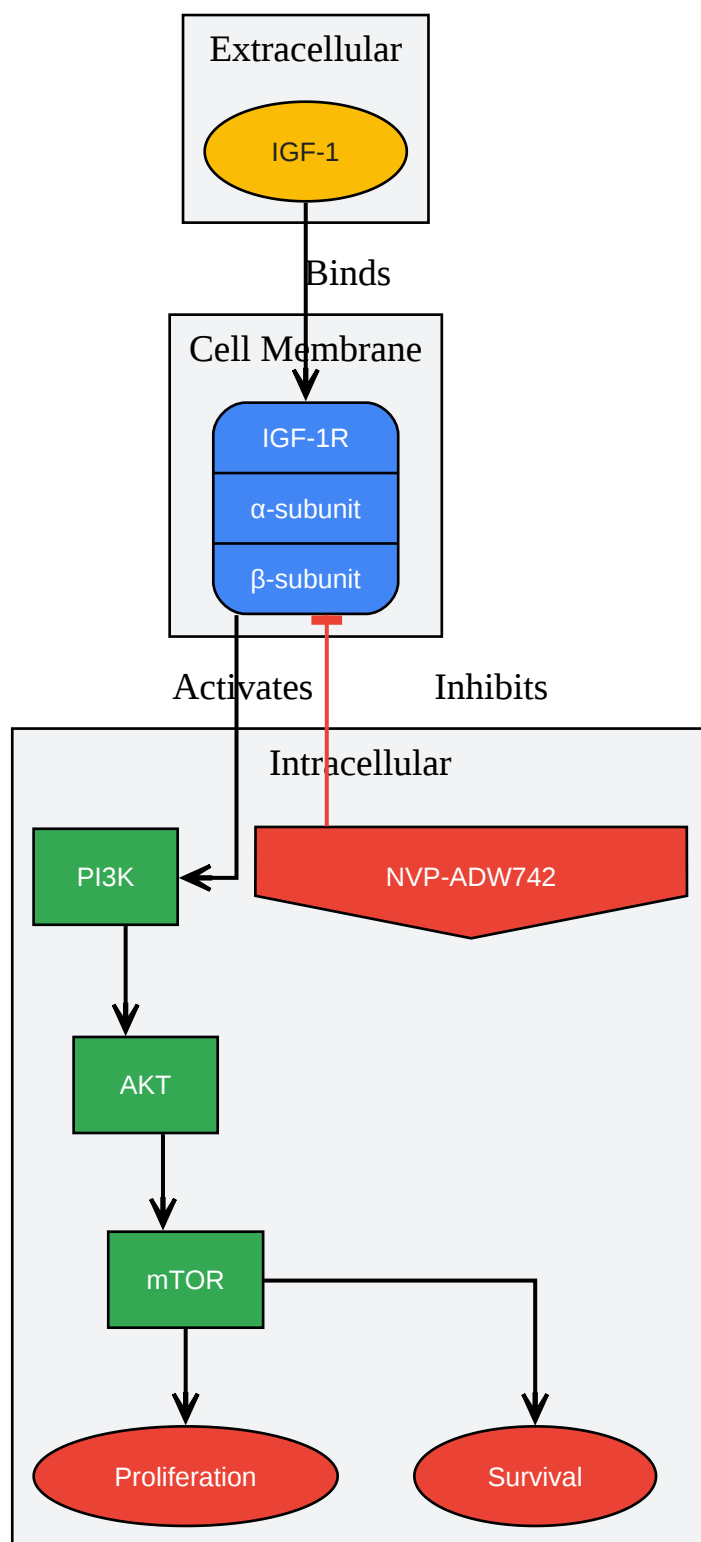 Extracellular
IGF-1
Binds
Cell Membrane
IGF-1R
α-subunit
β-subunit
Activates
Inhibits
Intracellular
PI3K
NVP-ADW742
AKT
mTOR
Proliferation
Survival